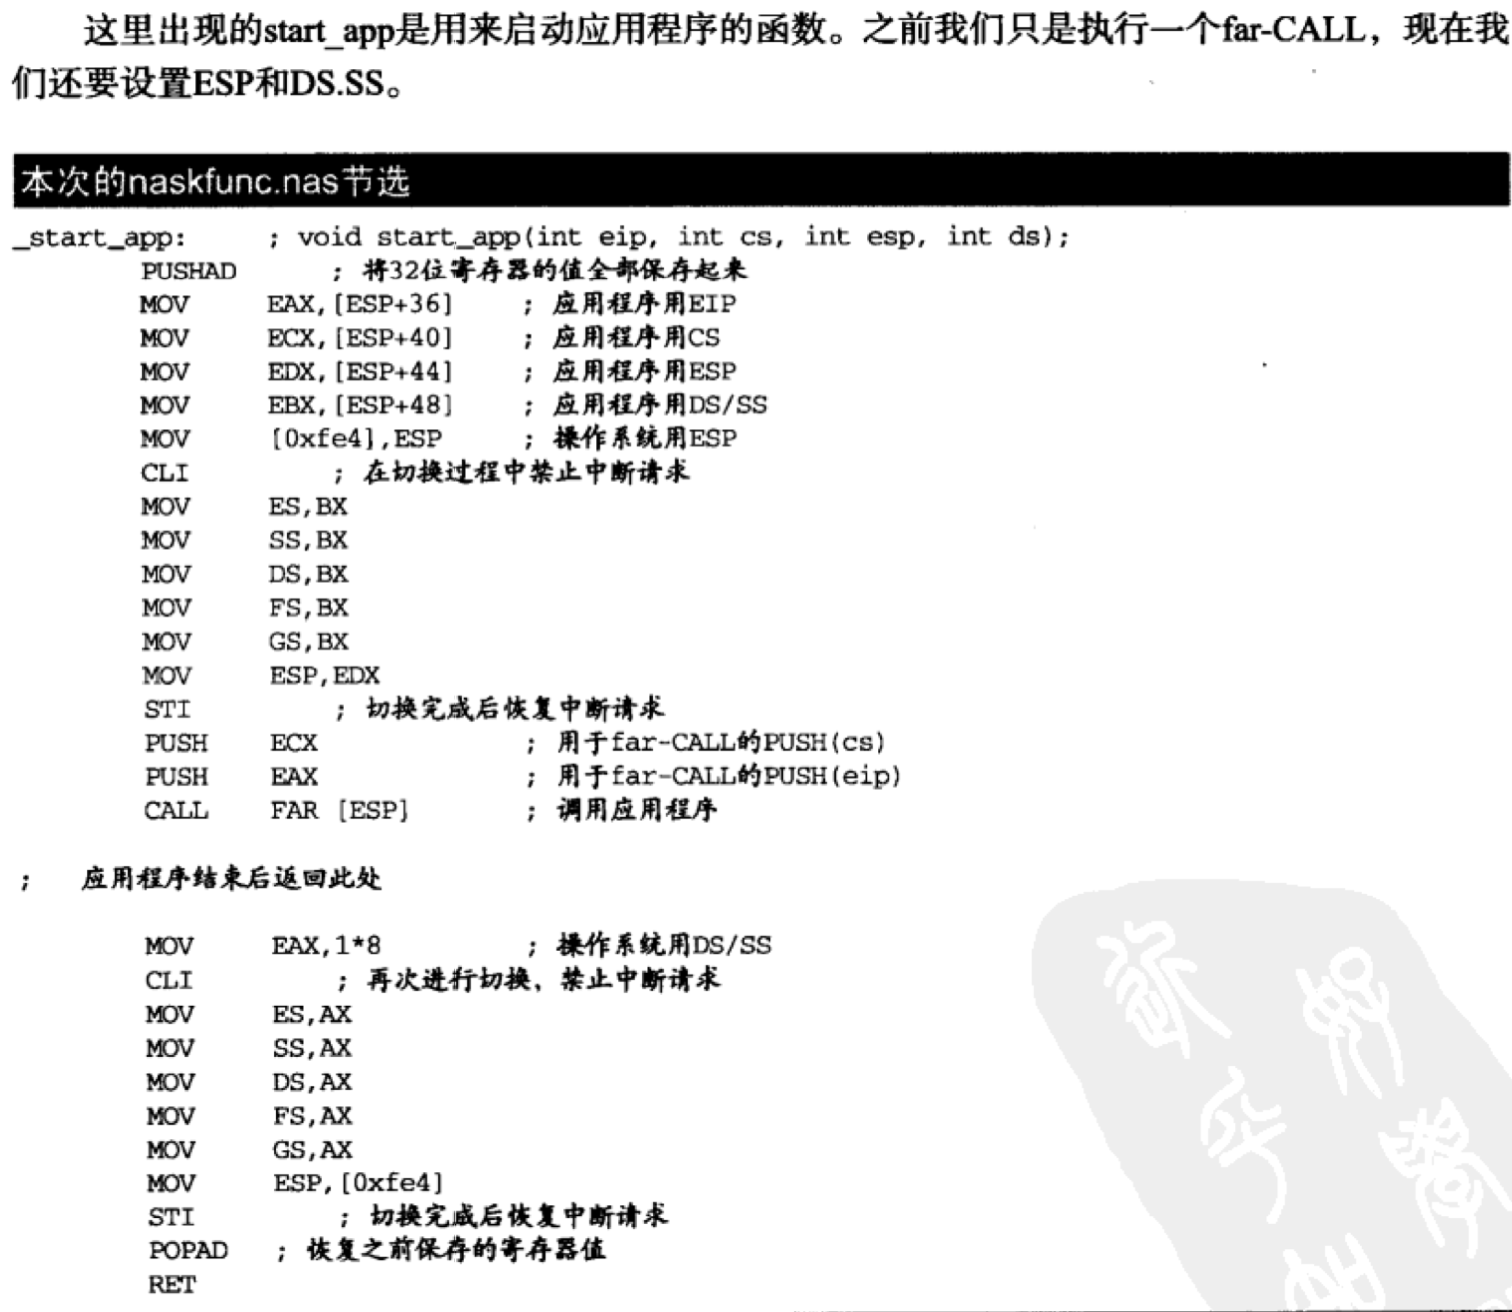 这里出现的start_app是用来启动应用程序的函数。之前我们只是执行一个far-CALL，现在我
们还要设置ESP和DS.SS。
本次的naskfunc.nas节选
_start_app:      ; void start_app(int eip, int cs, int esp, int ds);
        PUSHAD      ; 将32位寄存器的值全部保存起来
        MOV     EAX,[ESP+36]    ; 应用程序用EIP
        MOV     ECX,[ESP+40]    ; 应用程序用CS
        MOV     EDX,[ESP+44]    ; 应用程序用ESP
        MOV     EBX,[ESP+48]    ; 应用程序用DS/SS
        MOV     [0xfe4],ESP     ; 操作系统用ESP
        CLI         ; 在切换过程中禁止中断请求
        MOV     ES,BX
        MOV     SS,BX
        MOV     DS,BX
        MOV     FS,BX
        MOV     GS,BX
        MOV     ESP,EDX
        STI         ; 切换完成后恢复中断请求
        PUSH    ECX             ; 用于far-CALL的PUSH(cs)
        PUSH    EAX             ; 用于far-CALL的PUSH(eip)
        CALL    FAR [ESP]       ; 调用应用程序
;   应用程序结束后返回此处
        MOV     EAX,1*8         ; 操作系统用DS/SS
        CLI         ; 再次进行切换，禁止中断请求
        MOV     ES,AX
        MOV     SS,AX
        MOV     DS,AX
        MOV     FS,AX
        MOV     GS,AX
        MOV     ESP,[0xfe4]
        STI         ; 切换完成后恢复中断请求
        POPAD   ; 恢复之前保存的寄存器值
        RET